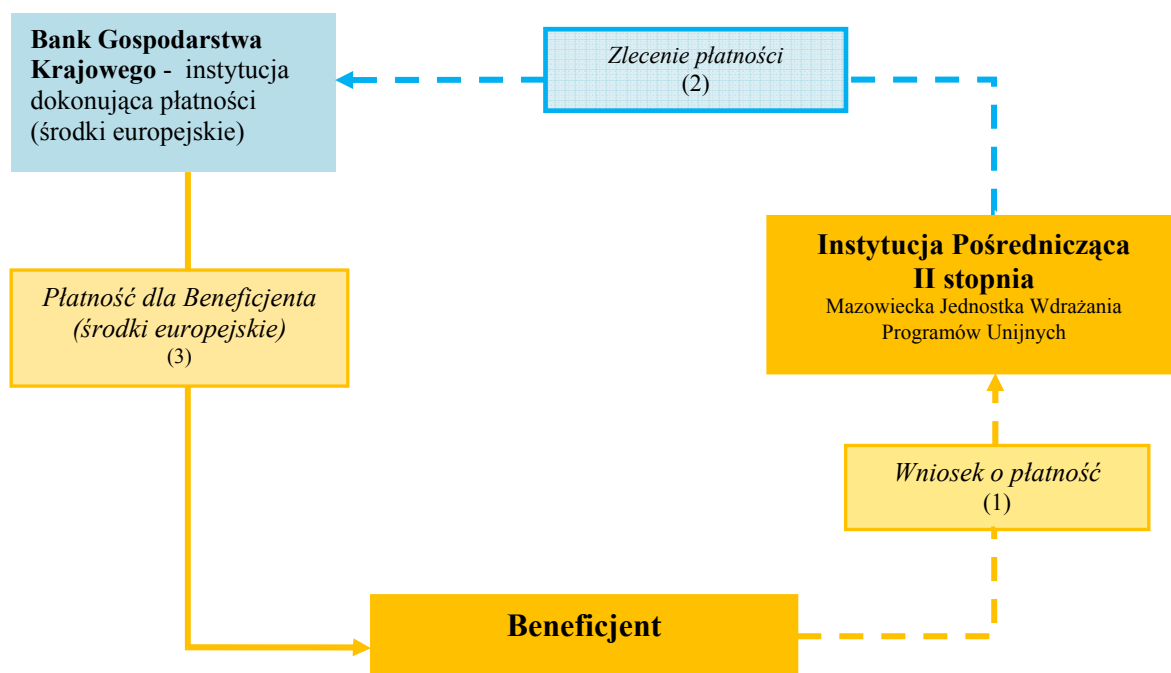 Bank Gospodarstwa
Krajowego - instytucja
dokonująca płatności
(środki europejskie)
Zlecenie płatności
(2)
Instytucja Pośrednicząca
II stopnia
Mazowiecka Jednostka Wdrażania
Programów Unijnych
Płatność dla Beneficjenta
(środki europejskie)
(3)
Wniosek o płatność
(1)
Beneficjent